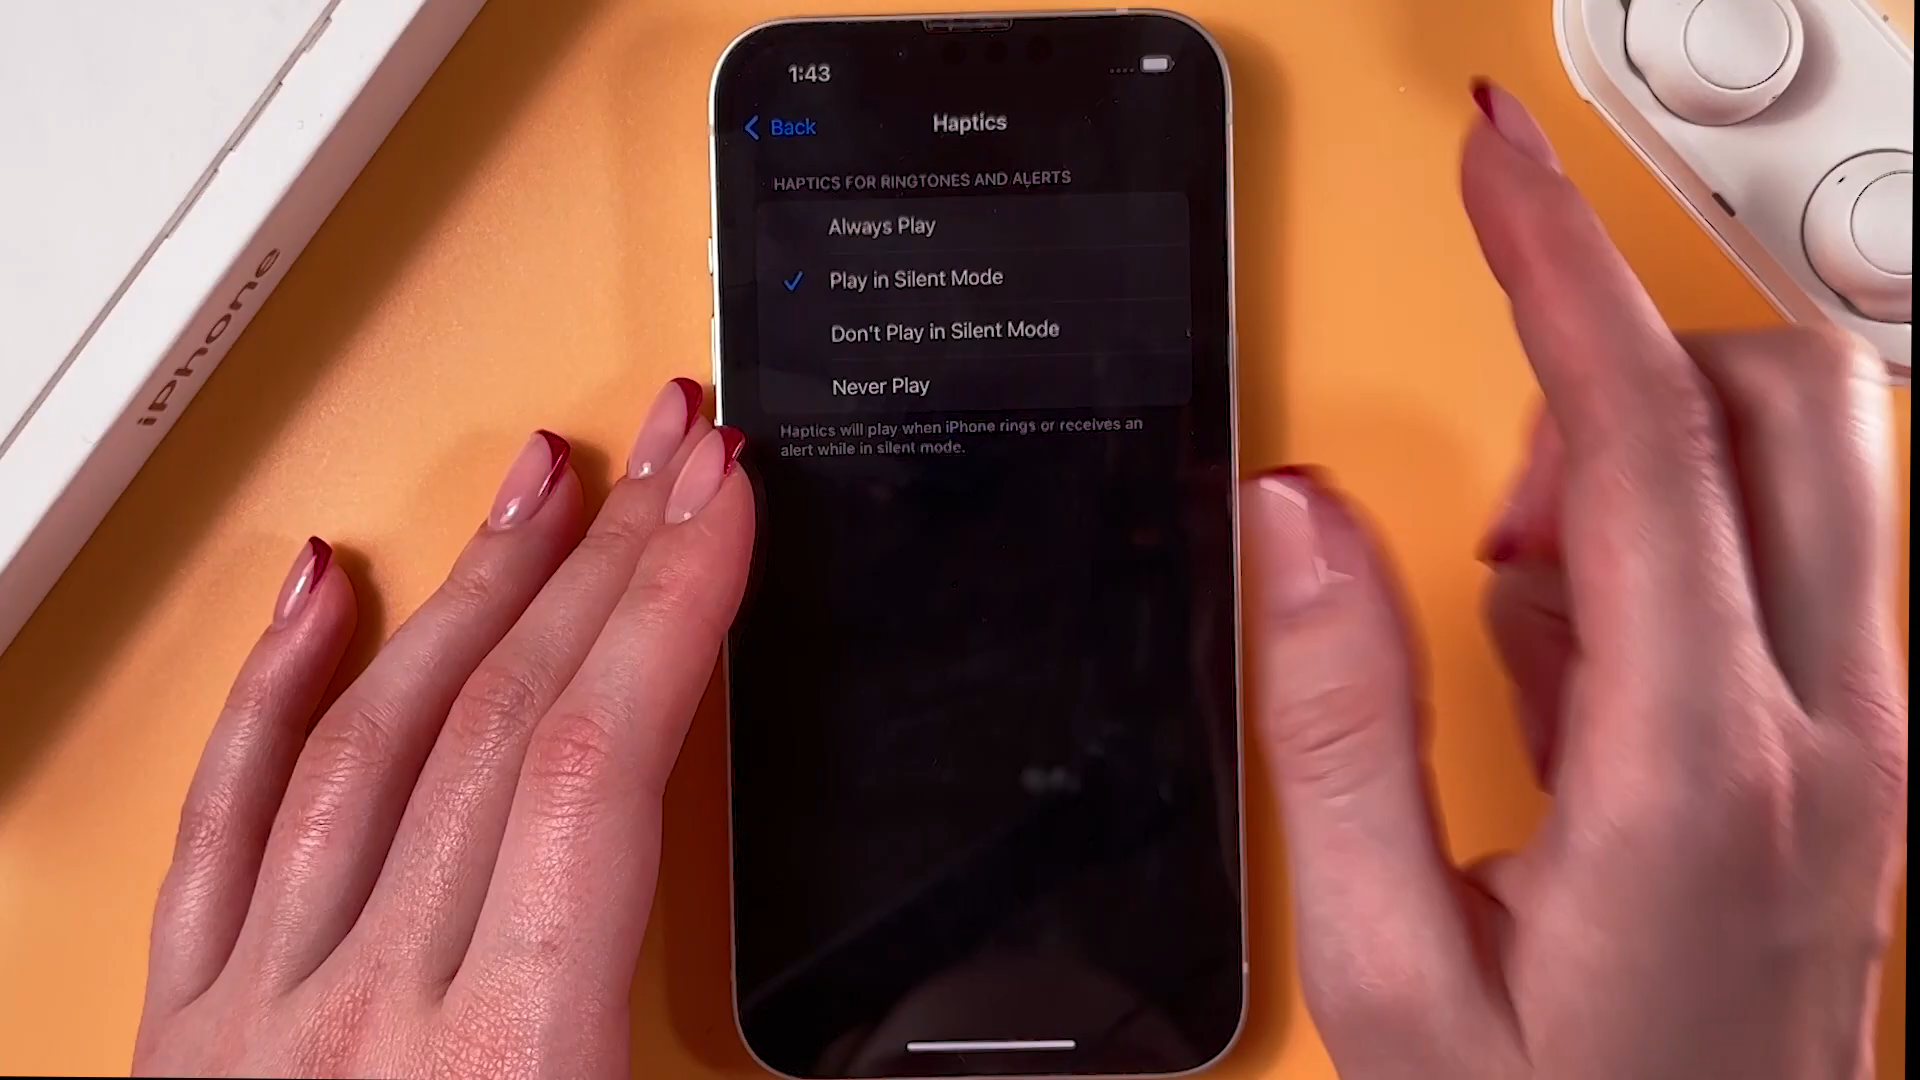 1:43
Back
Haptics
HAPTICS FOR RINGTONES AND ALERTS
Always Play
Play in Silent Mode
Don't Play in Silent Mode
Never Play
Haptics will play when iPhone rings or receives an
alert while in silent mode.
iPhone